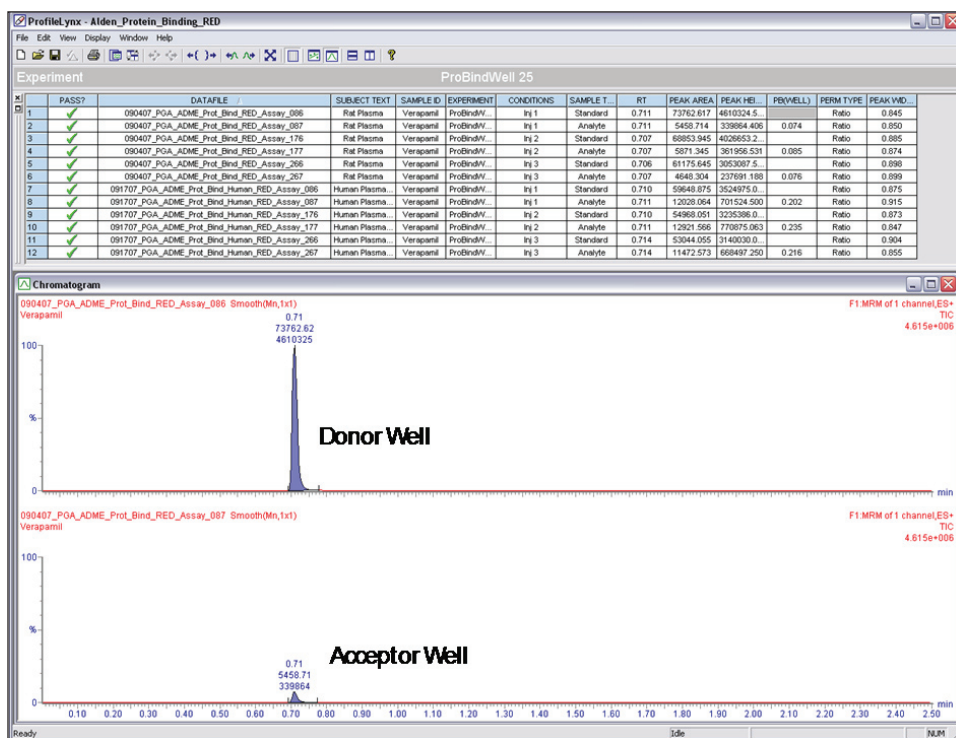 ProfileLynx - Alden_Protein_Binding_RED
File Edit View Display Window Help
Experiment ProBindWell 25
PASS? DATAFILE SUBJECT TEXT SAMPLE ID EXPERIMENT CONDITIONS SAMPLE T... RT PEAK AREA PEAK HEI... PB(WELL) PERM TYPE PEAK WID...
1 090407_PGA_ADME_Prot_Bind_RED_Assay_086 Rat Plasma Verapamil ProBindW... Inj 1 Standard 0.711 73762.617 4610324.5... Ratio 0.845
2 090407_PGA_ADME_Prot_Bind_RED_Assay_087 Rat Plasma Verapamil ProBindW... Inj 1 Analyte 0.711 5458.714 339864.406 0.074 Ratio 0.850
3 090407_PGA_ADME_Prot_Bind_RED_Assay_176 Rat Plasma Verapamil ProBindW... Inj 2 Standard 0.707 68853.945 4026653.2... Ratio 0.885
4 090407_PGA_ADME_Prot_Bind_RED_Assay_177 Rat Plasma Verapamil ProBindW... Inj 2 Analyte 0.707 5871.345 361956.531 0.085 Ratio 0.874
5 090407_PGA_ADME_Prot_Bind_RED_Assay_266 Rat Plasma Verapamil ProBindW... Inj 3 Standard 0.706 61175.645 3053087.5... Ratio 0.898
6 090407_PGA_ADME_Prot_Bind_RED_Assay_267 Rat Plasma Verapamil ProBindW... Inj 3 Analyte 0.707 4648.304 237691.188 0.076 Ratio 0.899
7 091707_PGA_ADME_Prot_Bind_Human_RED_Assay_086 Human Plasma... Verapamil ProBindW... Inj 1 Standard 0.710 59648.875 3524975.0... Ratio 0.875
8 091707_PGA_ADME_Prot_Bind_Human_RED_Assay_087 Human Plasma... Verapamil ProBindW... Inj 1 Analyte 0.711 12028.064 701524.500 0.202 Ratio 0.915
9 091707_PGA_ADME_Prot_Bind_Human_RED_Assay_176 Human Plasma... Verapamil ProBindW... Inj 2 Standard 0.710 54968.051 3235386.0... Ratio 0.873
10 091707_PGA_ADME_Prot_Bind_Human_RED_Assay_177 Human Plasma... Verapamil ProBindW... Inj 2 Analyte 0.711 12921.566 770875.063 0.235 Ratio 0.847
11 091707_PGA_ADME_Prot_Bind_Human_RED_Assay_266 Human Plasma... Verapamil ProBindW... Inj 3 Standard 0.714 53044.055 3140030.0... Ratio 0.904
12 091707_PGA_ADME_Prot_Bind_Human_RED_Assay_267 Human Plasma... Verapamil ProBindW... Inj 3 Analyte 0.714 11472.573 668497.250 0.216 Ratio 0.855
Chromatogram
090407_PGA_ADME_Prot_Bind_RED_Assay_086 Smooth(Mn,1x1) F1:MRM of 1 channel,ES+
Verapamil TIC
4.615e+006
0.71
73762.62
4610325
100
%
0
Donor Well
min
090407_PGA_ADME_Prot_Bind_RED_Assay_087 Smooth(Mn,1x1) F1:MRM of 1 channel,ES+
Verapamil TIC
4.615e+006
100
%
Acceptor Well
0.71
5458.71
339864
0 min
0.10 0.20 0.30 0.40 0.50 0.60 0.70 0.80 0.90 1.00 1.10 1.20 1.30 1.40 1.50 1.60 1.70 1.80 1.90 2.00 2.10 2.20 2.30 2.40 2.50
Ready Idle NUM